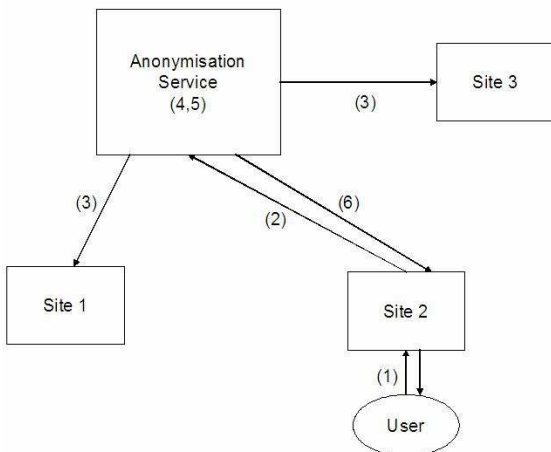 Anonymisation
Service
(4,5)
(3)
Site 3
(3)
(2)
(6)
Site 1
Site 2
(1)
User